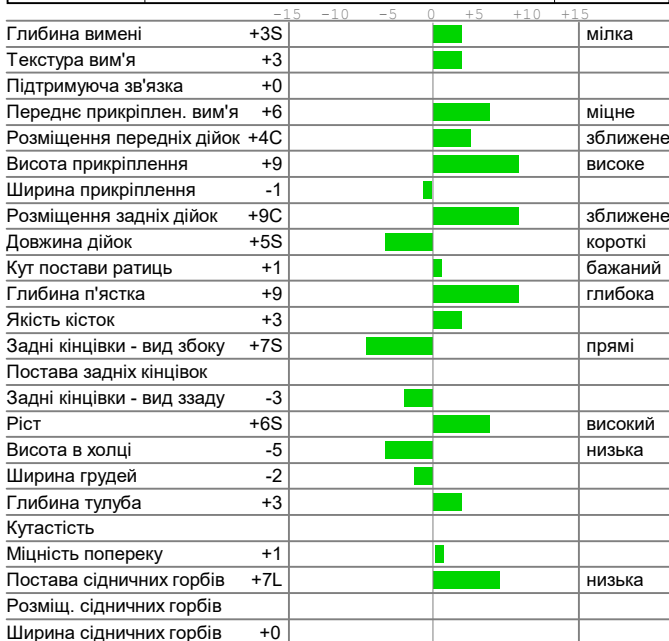 -15 -10 -5 0 +5 +10 +15
Глибина вимені +3S мілка
Текстура вим'я +3
Підтримуюча зв'язка +0
Переднє прикріплен. вим'я +6 міцне
Розміщення передніх дійок +4C зближене
Висота прикріплення +9 високе
Ширина прикріплення -1
Розміщення задніх дійок +9C зближене
Довжина дійок +5S короткі
Кут постави ратиць +1 бажаний
Глибина п'ястка +9 глибока
Якість кісток +3
Задні кінцівки - вид збоку +7S прямі
Постава задніх кінцівок
Задні кінцівки - вид ззаду -3
Ріст +6S високий
Висота в холці -5 низька
Ширина грудей -2
Глибина тулуба +3
Кутастість
Міцність попереку +1
Постава сідничних горбів +7L низька
Розміщ. сідничних горбів
Ширина сідничних горбів +0